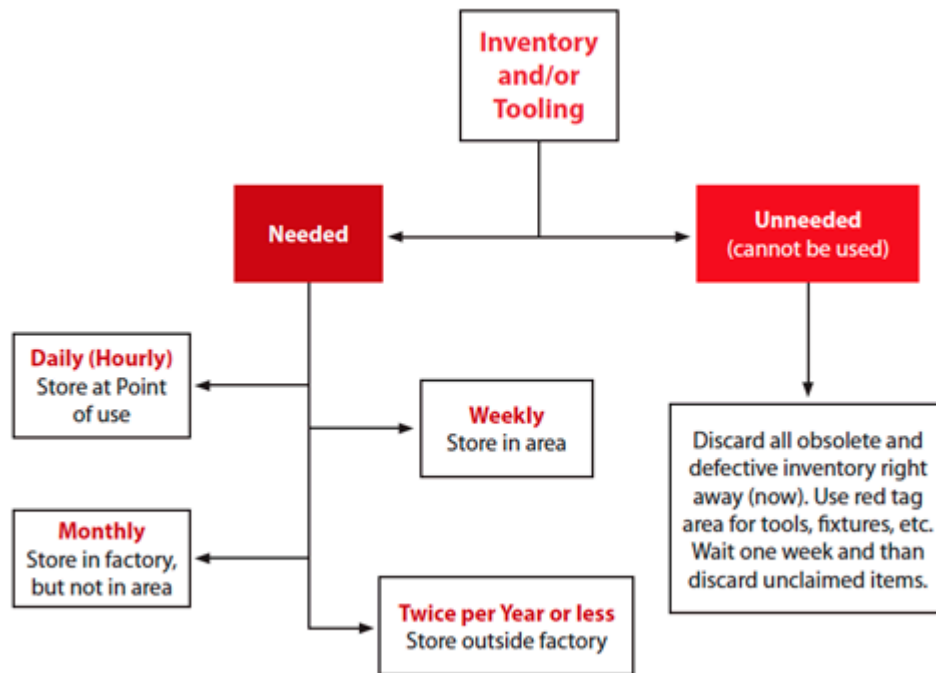 Inventory
and/or
Tooling
Needed
Unneeded
(cannot be used)
Daily (Hourly)
Store at Point
of use
Weekly
Store in area
Monthly
Store in factory,
but not in area
Twice per Year or less
Store outside factory
Discard all obsolete and
defective inventory right
away (now). Use red tag
area for tools, fixtures, etc.
Wait one week and than
discard unclaimed items.